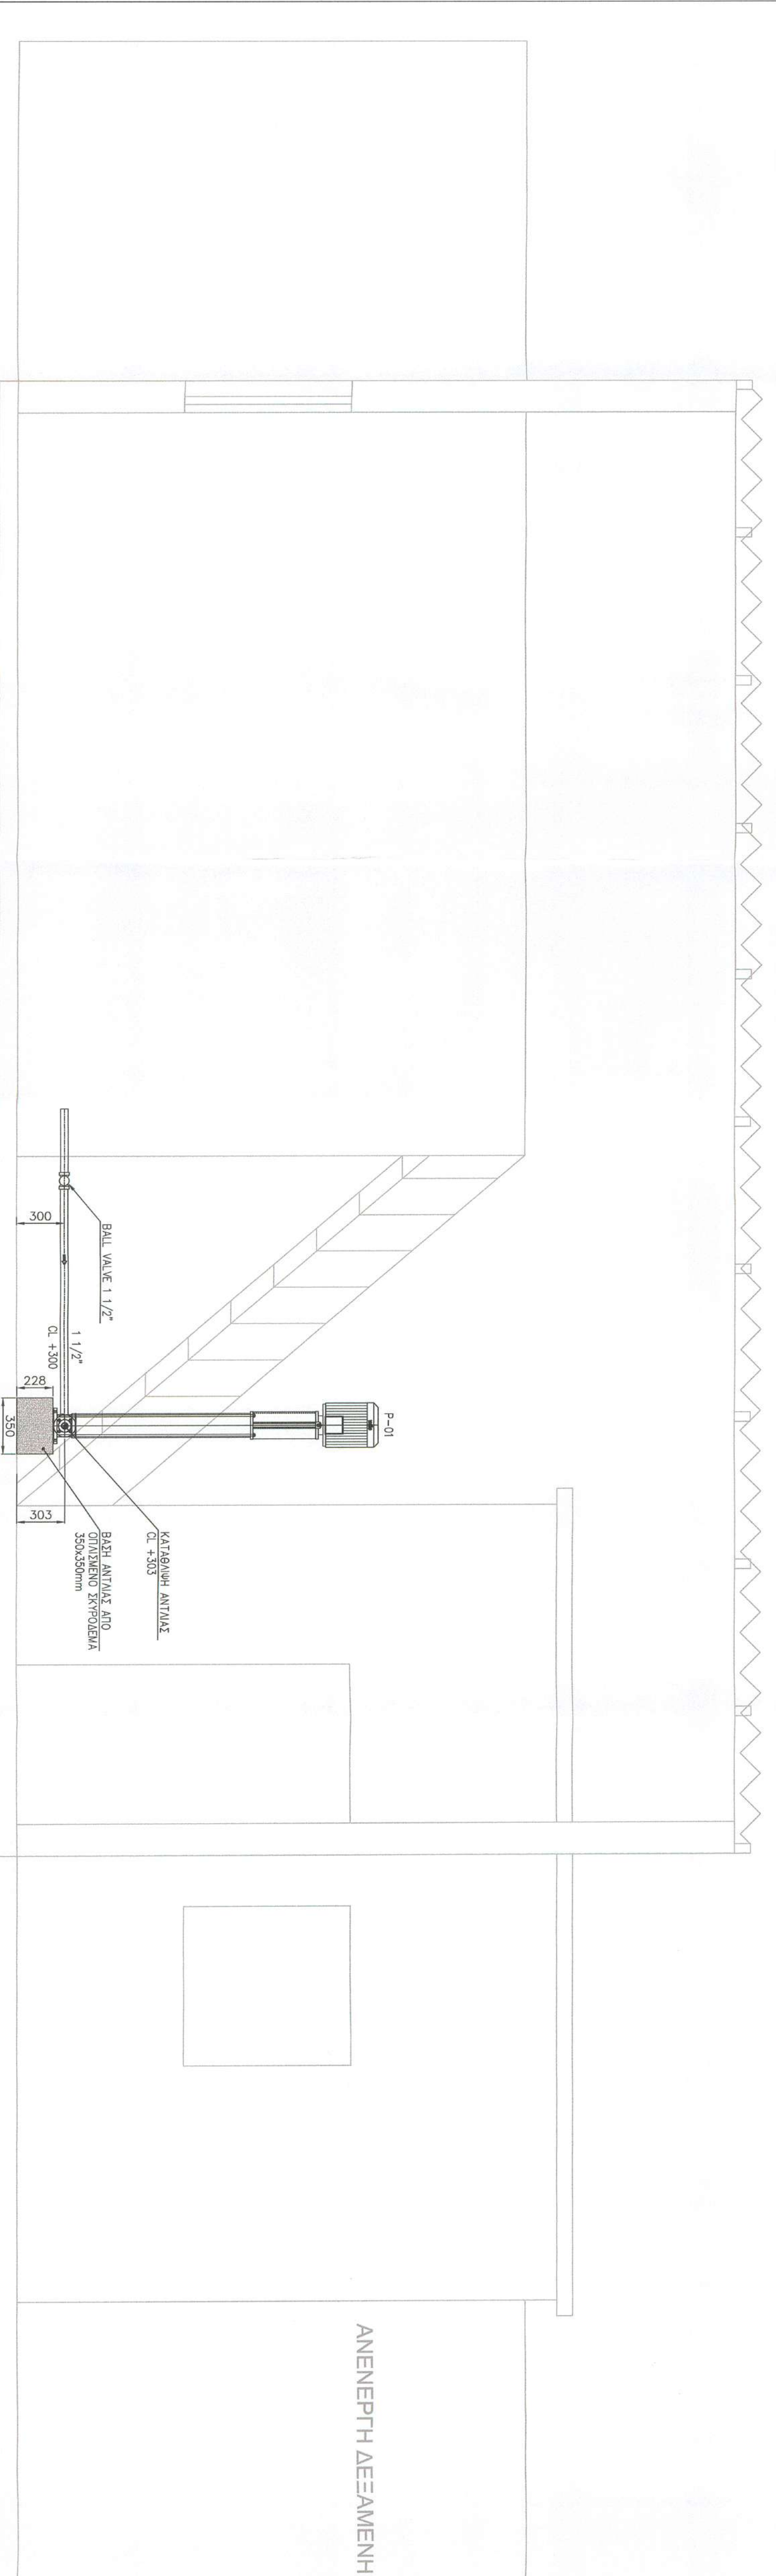 P-01
BALL VALVE 1 1/2"
1 1/2"
CL +300
300
228
350
303
ΚΑΤΑΘΛΙΨΗ ΑΝΤΛΙΑΣ
CL +303
ΒΑΣΗ ΑΝΤΛΙΑΣ ΑΠΟ
ΟΠΛΙΣΜΕΝΟ ΣΚΥΡΟΔΕΜΑ
350x350mm
ΑΝΕΝΕΡΓΗ ΔΕΞΑΜΕΝΗ